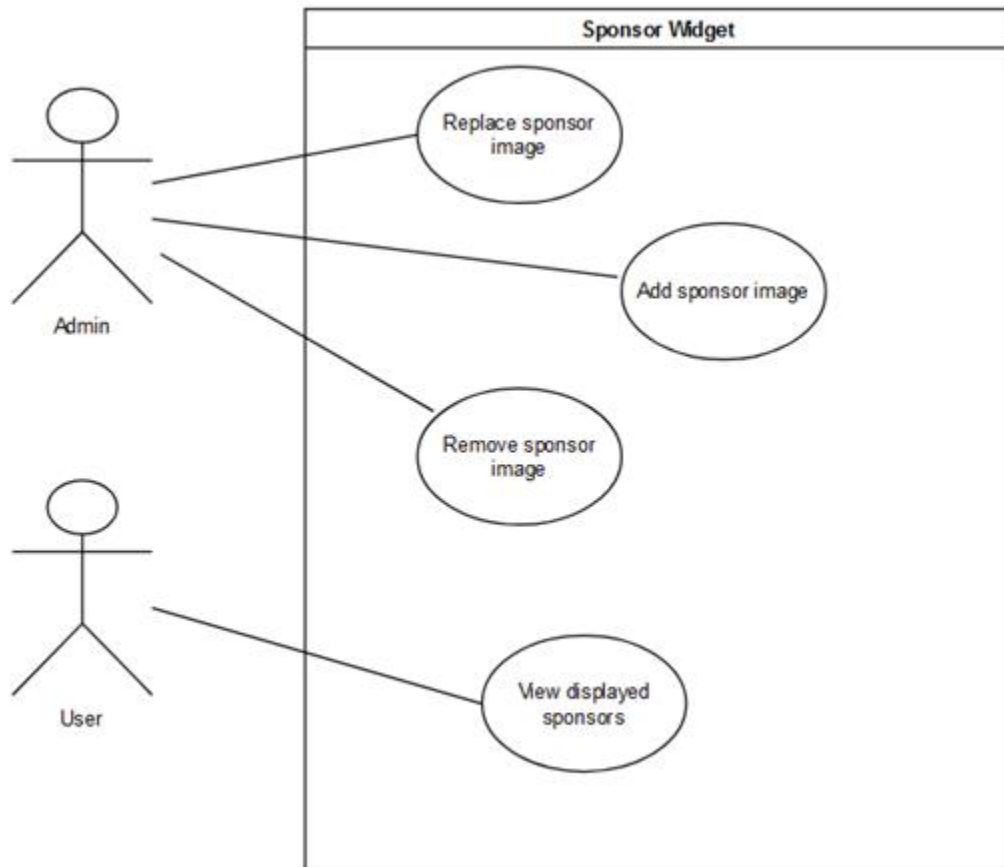 Sponsor Widget
Replace sponsor
image
Add sponsor image
Admin
Remove sponsor
image
View displayed
sponsors
User